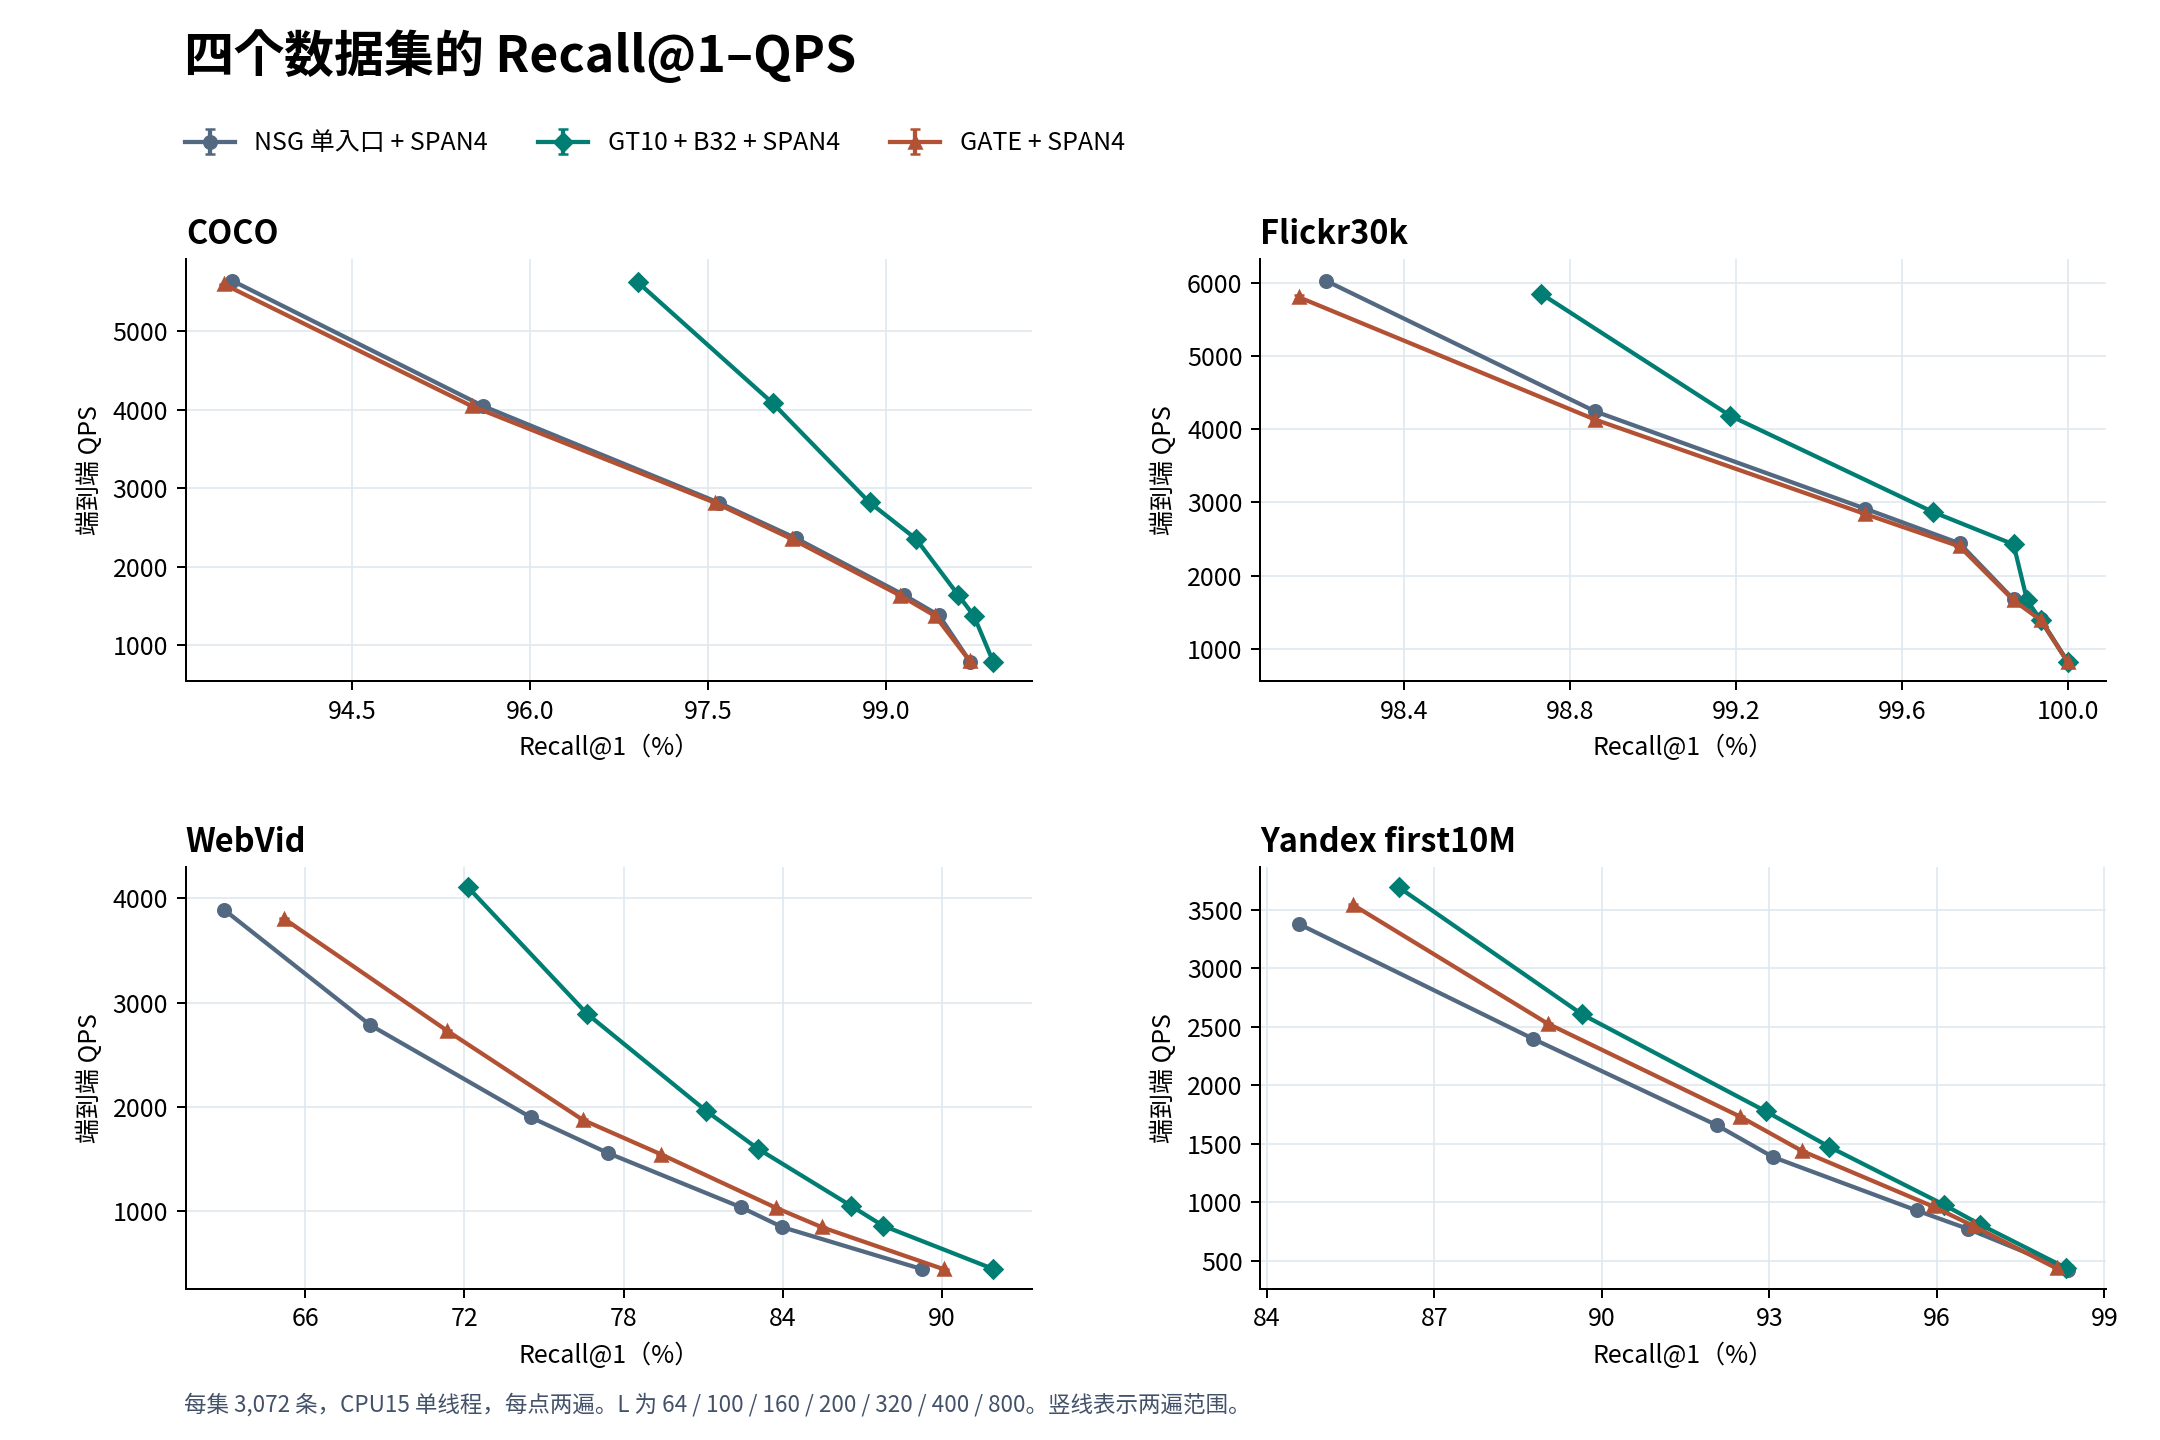 四个数据集的 Recall@1–QPS
NSG 单入口 + SPAN4
GT10 + B32 + SPAN4
GATE + SPAN4
COCO
端到端 QPS
5000
4000
3000
2000
1000
94.5 96.0 97.5 99.0
Recall@1（%）
Flickr30k
端到端 QPS
6000
5000
4000
3000
2000
1000
98.4 98.8 99.2 99.6 100.0
Recall@1（%）
WebVid
端到端 QPS
4000
3000
2000
1000
66 72 78 84 90
Recall@1（%）
Yandex first10M
端到端 QPS
3500
3000
2500
2000
1500
1000
500
84 87 90 93 96 99
Recall@1（%）
每集 3,072 条，CPU15 单线程，每点两遍。L 为 64 / 100 / 160 / 200 / 320 / 400 / 800。竖线表示两遍范围。